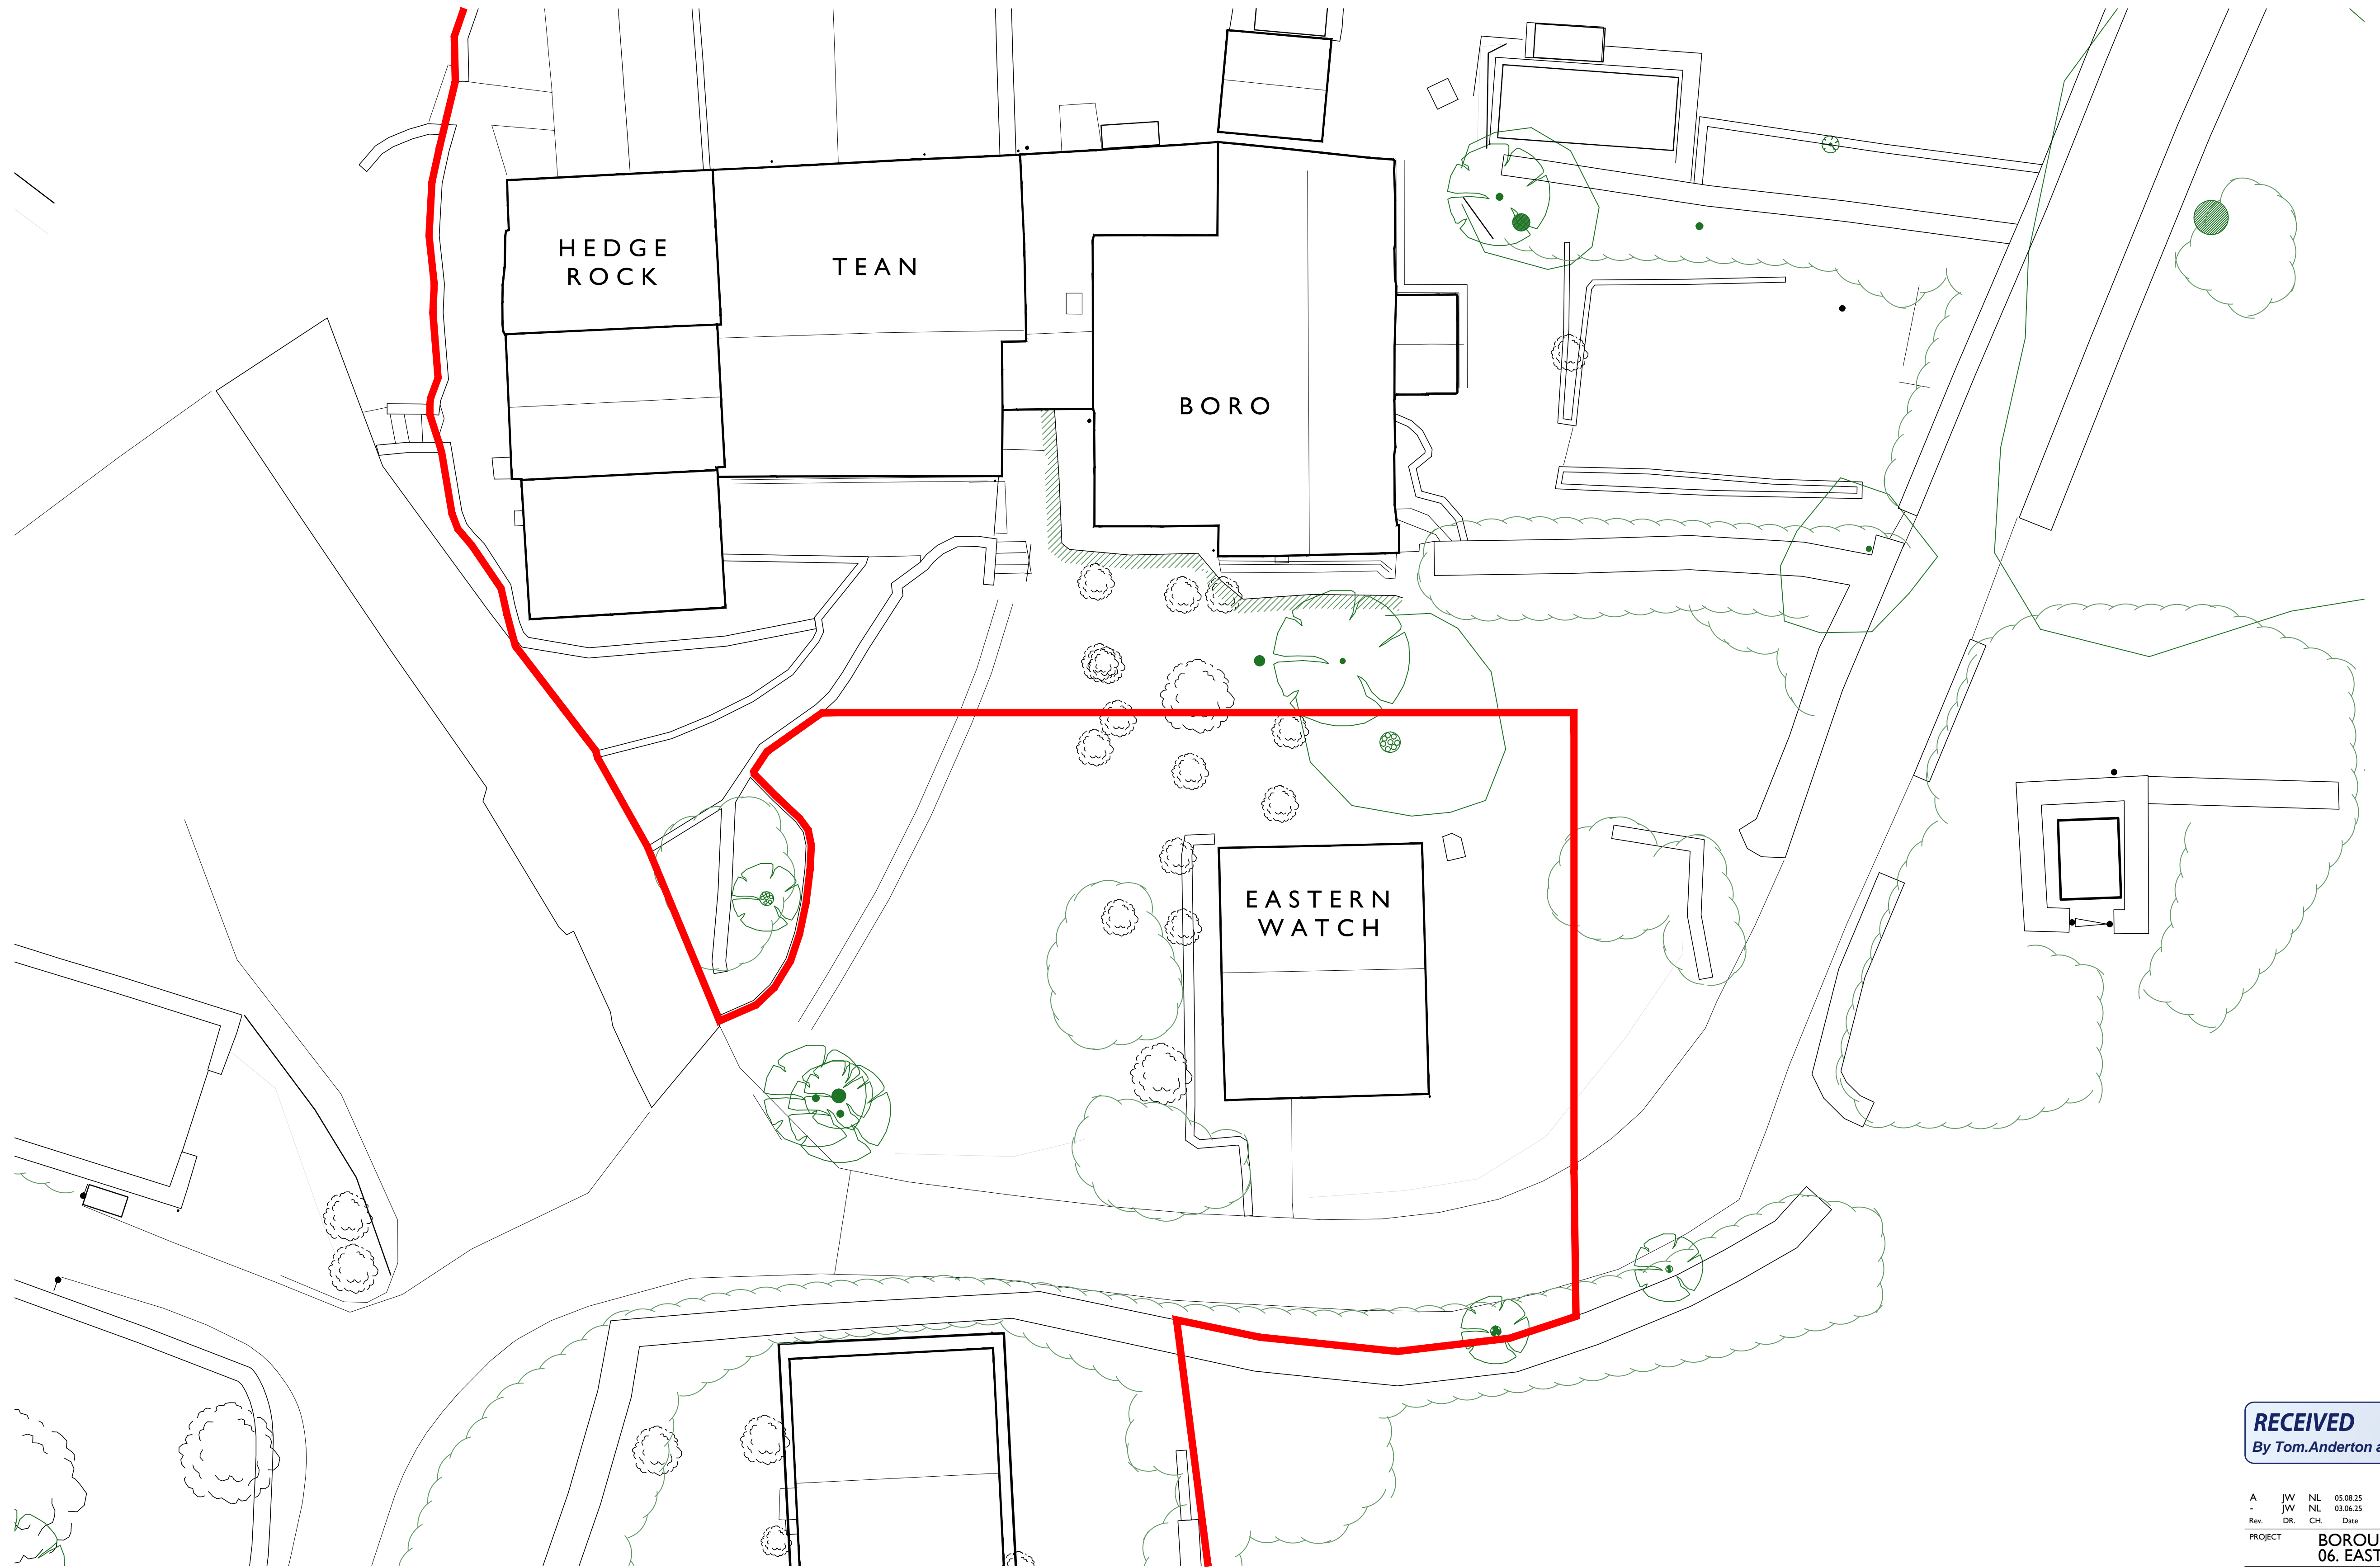 HEDGE
ROCK
TEAN
BORO
EASTERN
WATCH
RECEIVED
By Tom.Anderton
A JW NL 05.08.25
- JW NL 03.06.25
Rev. DR. CH. Date
PROJECT
BOROU
06. EAST